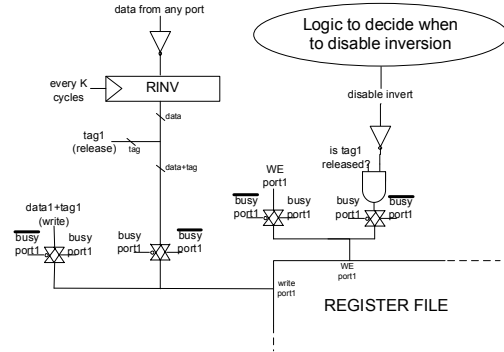 data from any port
Logic to decide when
to disable inversion
every K
cycles
RINV
disable invert
data
tag1
(release)
tag
is tag1
released?
data+tag
WE
port1
data1+tag1
(write)
busy
port1
busy
port1
busy
port1
busy
port1
busy
port1
busy
port1
busy
port1
busy
port1
WE
port1
write
port1
REGISTER FILE